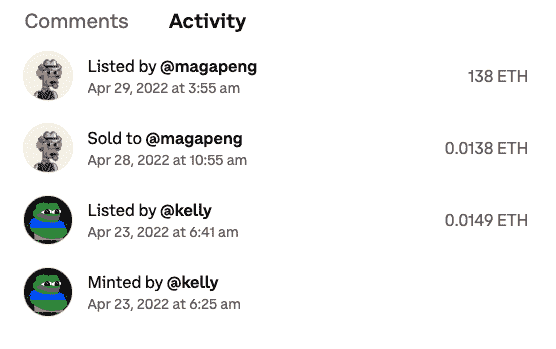 Comments Activity
Listed by @magapeng
138 ETH
Apr 29, 2022 at 3:55 am
Sold to @magapeng
0.0138 ETH
Apr 28, 2022 at 10:55 am
Listed by @kelly
0.0149 ETH
Apr 23, 2022 at 6:41 am
Minted by @kelly
Apr 23, 2022 at 6:25 am